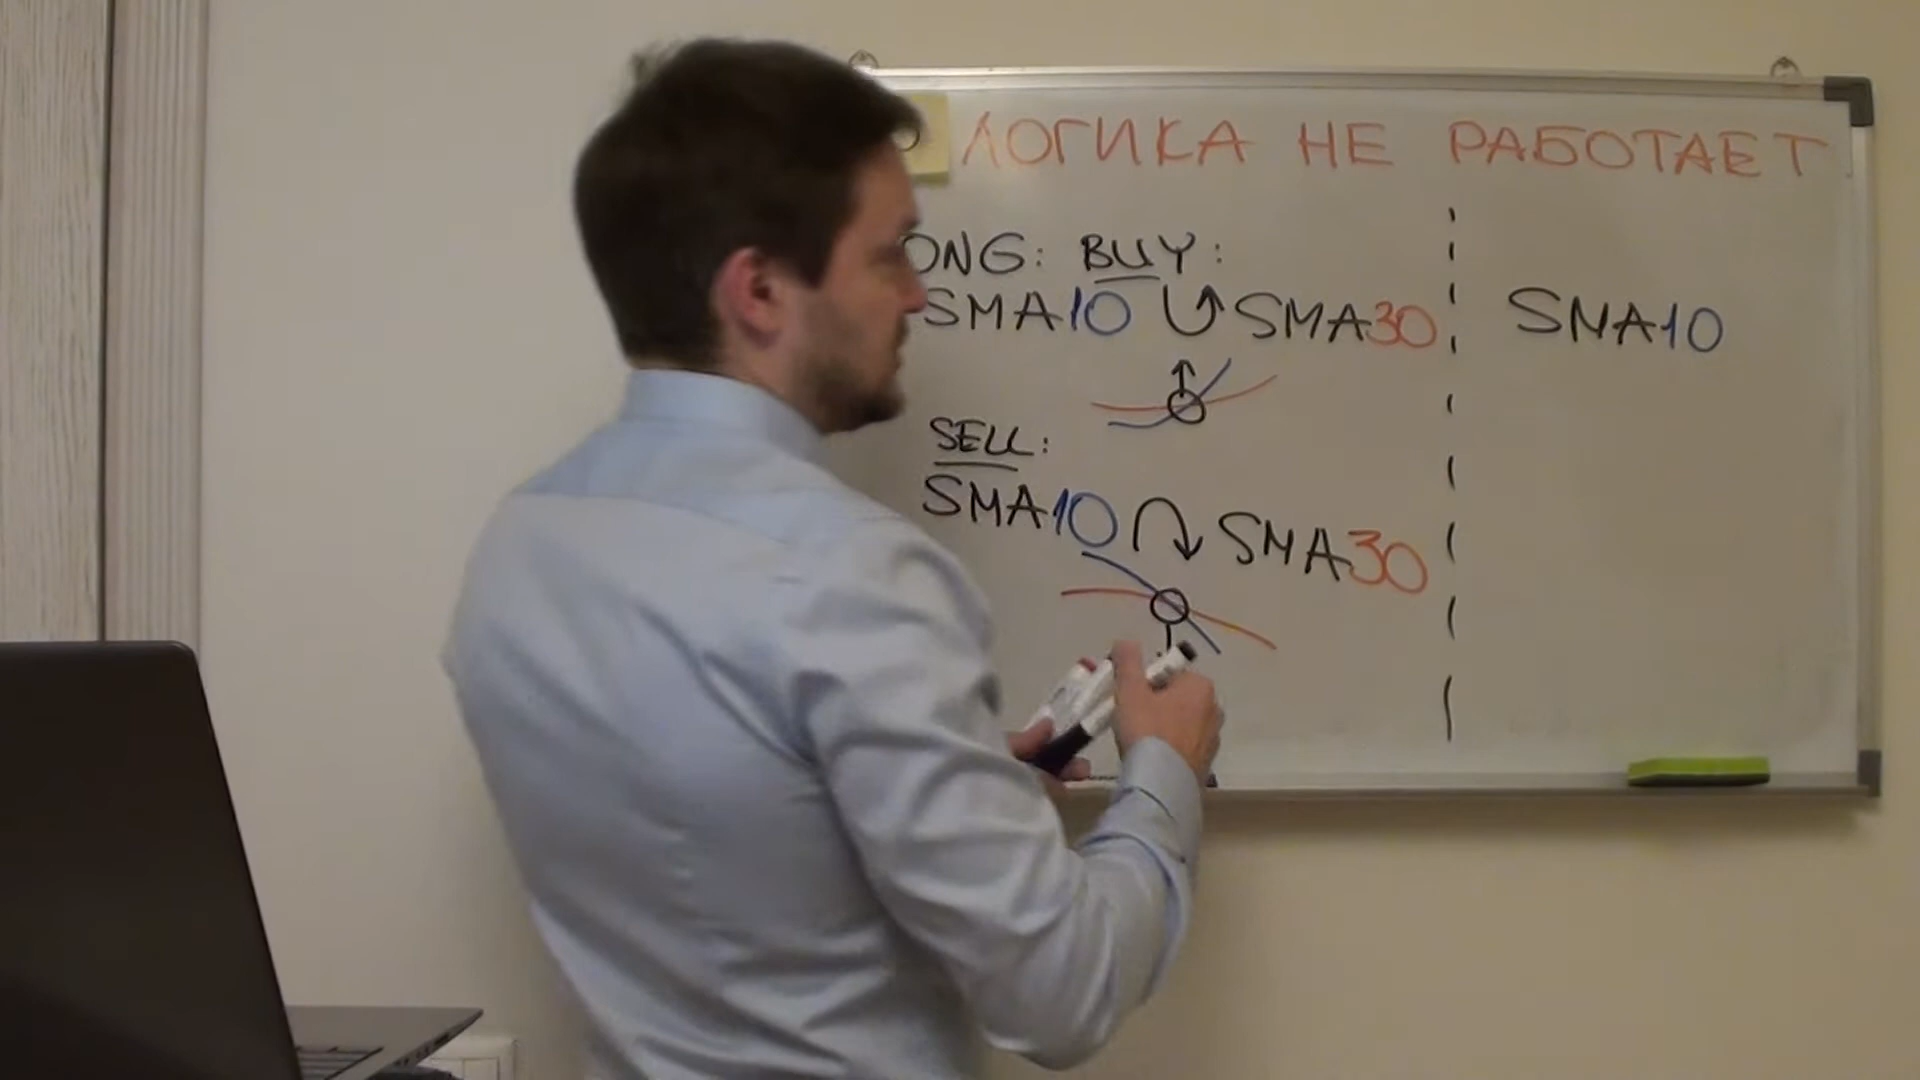 ЛОГИКА НЕ РАБОТАЕТ
ONG: BUY:
SMA10 SMA30
SELL:
SMA10 SMA30
SMA10